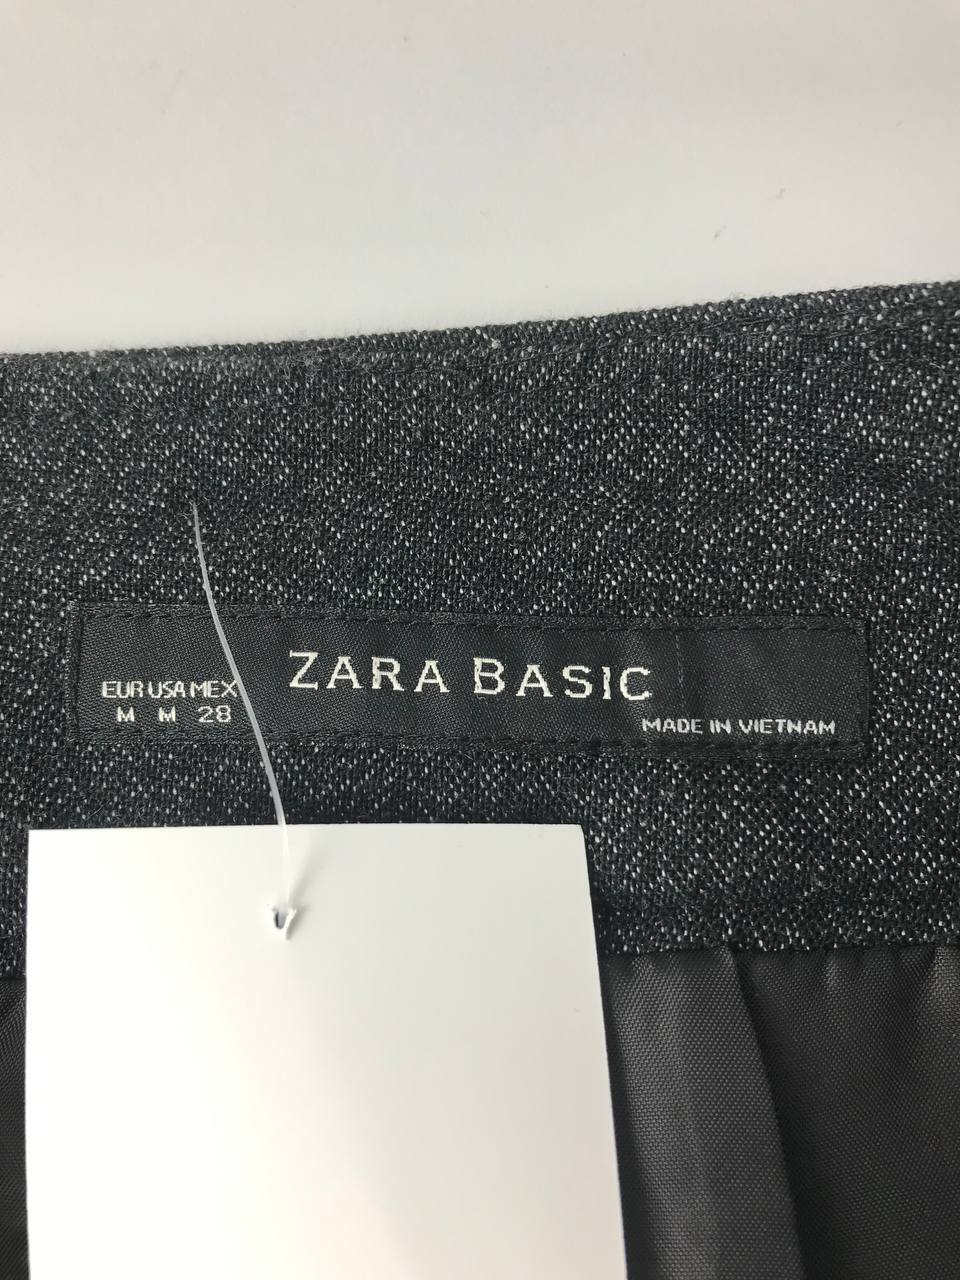 ZARA BASIC
EUR USA MEX
M M 28
MADE IN VIETNAM